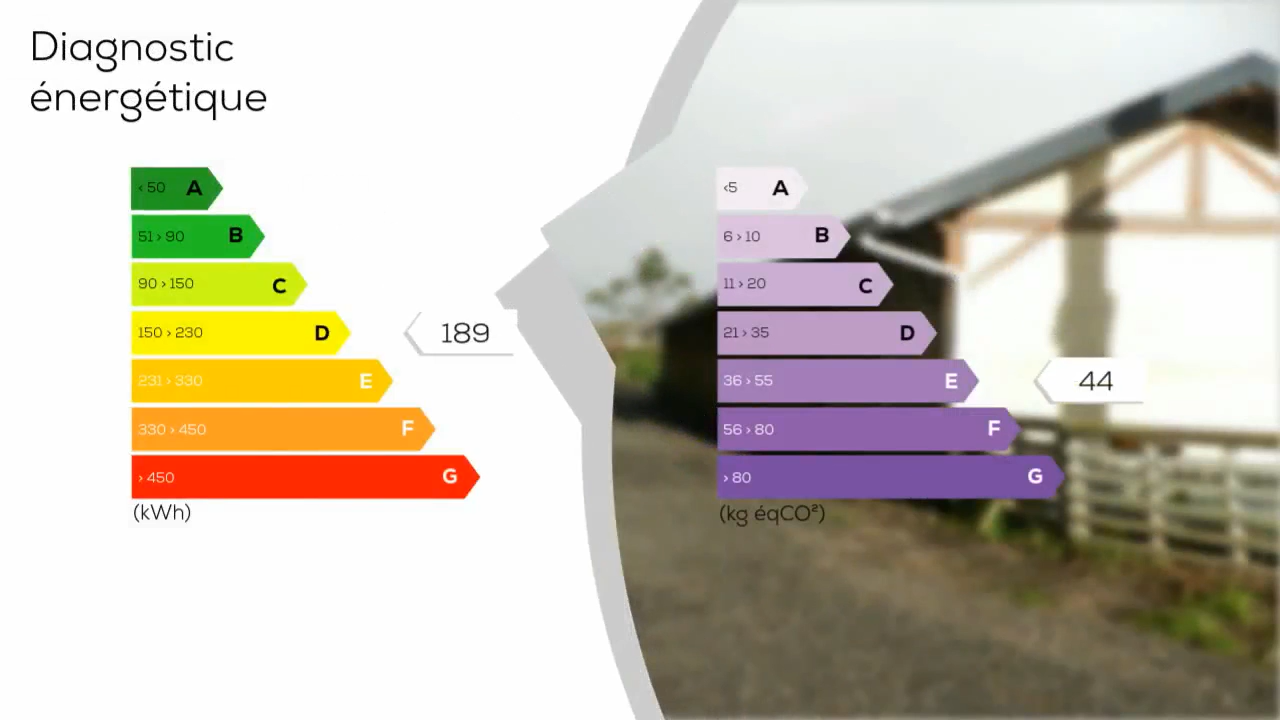 Diagnostic
énergétique
< 50 A
51 > 90 B
90 > 150 C
150 > 230 D
189
231 > 330 E
330 > 450 F
> 450 G
(kWh)
<5 A
6 > 10 B
11 > 20 C
21 > 35 D
36 > 55 E
44
56 > 80 F
> 80 G
(kg éqCO²)